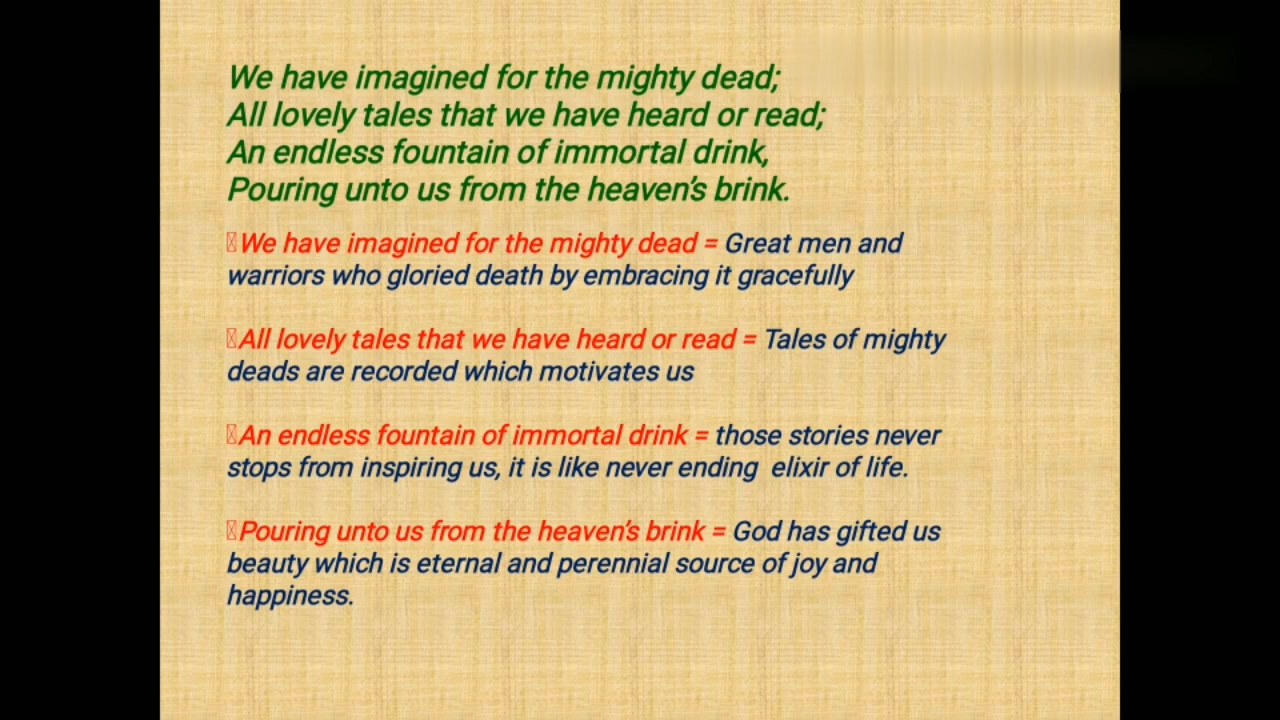 We have imagined for the mighty dead;
All lovely tales that we have heard or read;
An endless fountain of immortal drink,
Pouring unto us from the heaven's brink.
We have imagined for the mighty dead = Great men and
warriors who gloried death by embracing it gracefully
All lovely tales that we have heard or read = Tales of mighty
deads are recorded which motivates us
An endless fountain of immortal drink = those stories never
stops from inspiring us, it is like never ending  elixir of life.
Pouring unto us from the heaven's brink = God has gifted us
beauty which is eternal and perennial source of joy and
happiness.